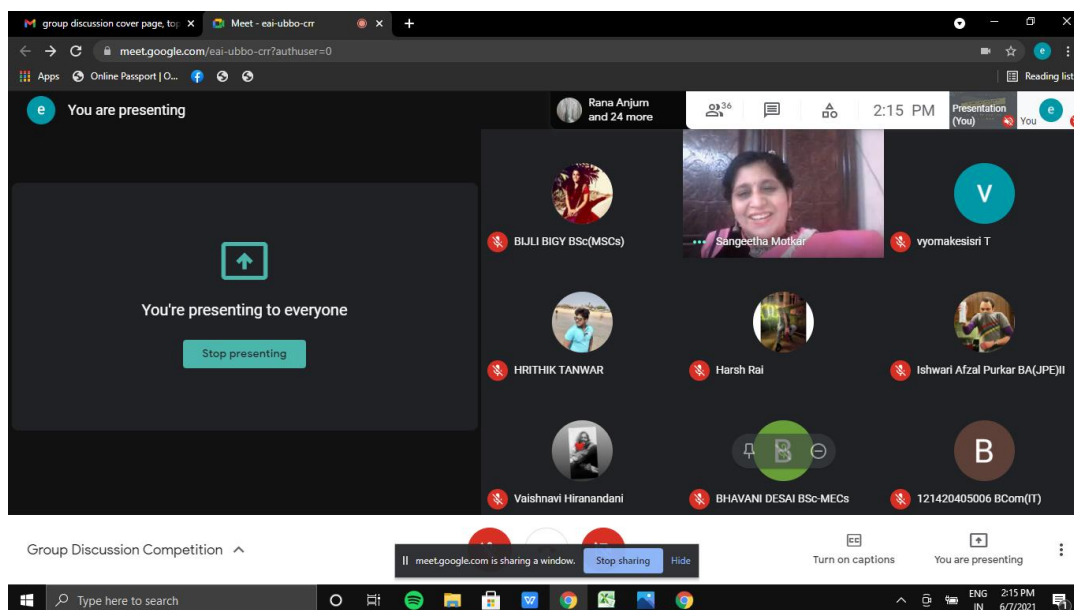 group discussion cover page, top
Meet - eai-ubbo-crr
meet.google.com/eai-ubbo-crr?authuser=0
e
Apps
Online Passport | O...
Reading list
e
You are presenting
Rana Anjum
and 24 more
36
2:15 PM
Presentation
(You)
You
e
You're presenting to everyone
Stop presenting
BIJLI BIGY BSc(MSCs)
Sangeetha Motkar
V
vyomakesisri T
HRITHIK TANWAR
Harsh Rai
Ishwari Afzal Purkar BA(JPE)II
Vaishnavi Hiranandani
B
BHAVANI DESAI BSc-MECs
B
121420405006 BCom(IT)
Group Discussion Competition
meet.google.com is sharing a window.
Stop sharing
Hide
CC
Turn on captions
You are presenting
Type here to search
W
ENG
IN
2:15 PM
6/7/2021